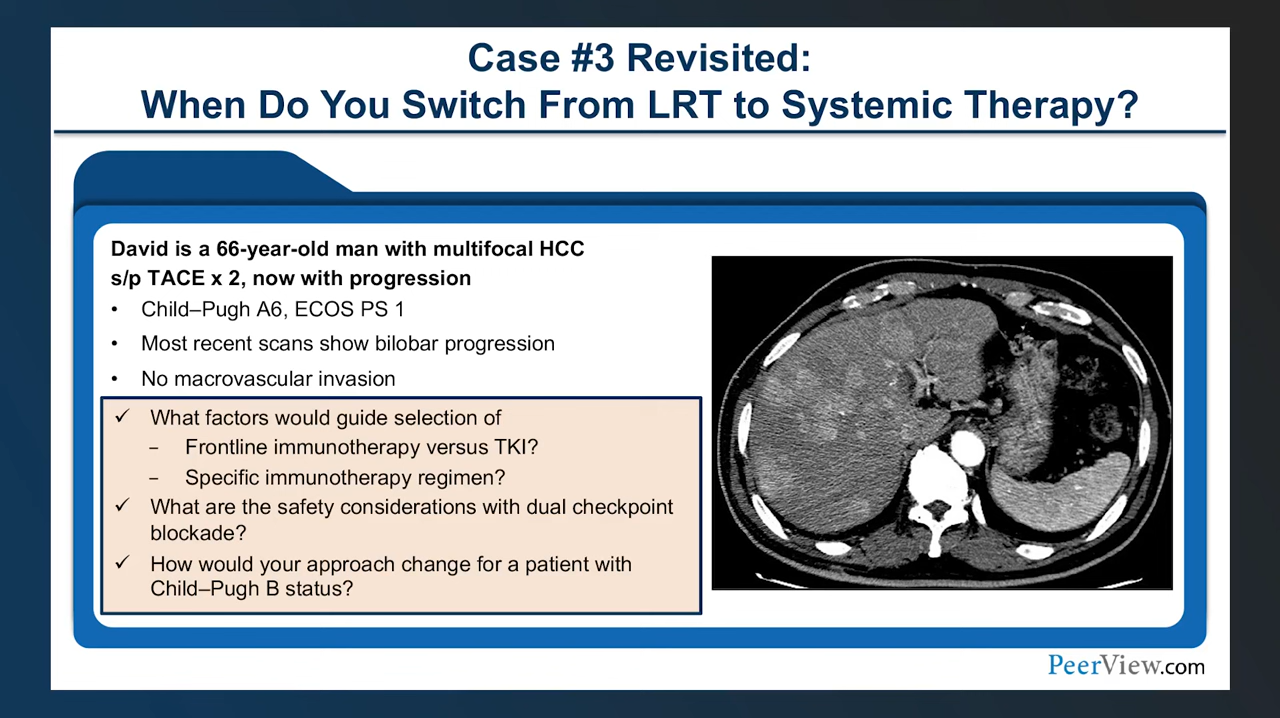 Case #3 Revisited:
When Do You Switch From LRT to Systemic Therapy?
David is a 66-year-old man with multifocal HCC
s/p TACE x 2, now with progression
• Child–Pugh A6, ECOS PS 1
• Most recent scans show bilobar progression
• No macrovascular invasion
✓ What factors would guide selection of
– Frontline immunotherapy versus TKI?
– Specific immunotherapy regimen?
✓ What are the safety considerations with dual checkpoint
blockade?
✓ How would your approach change for a patient with
Child–Pugh B status?
PeerView.com